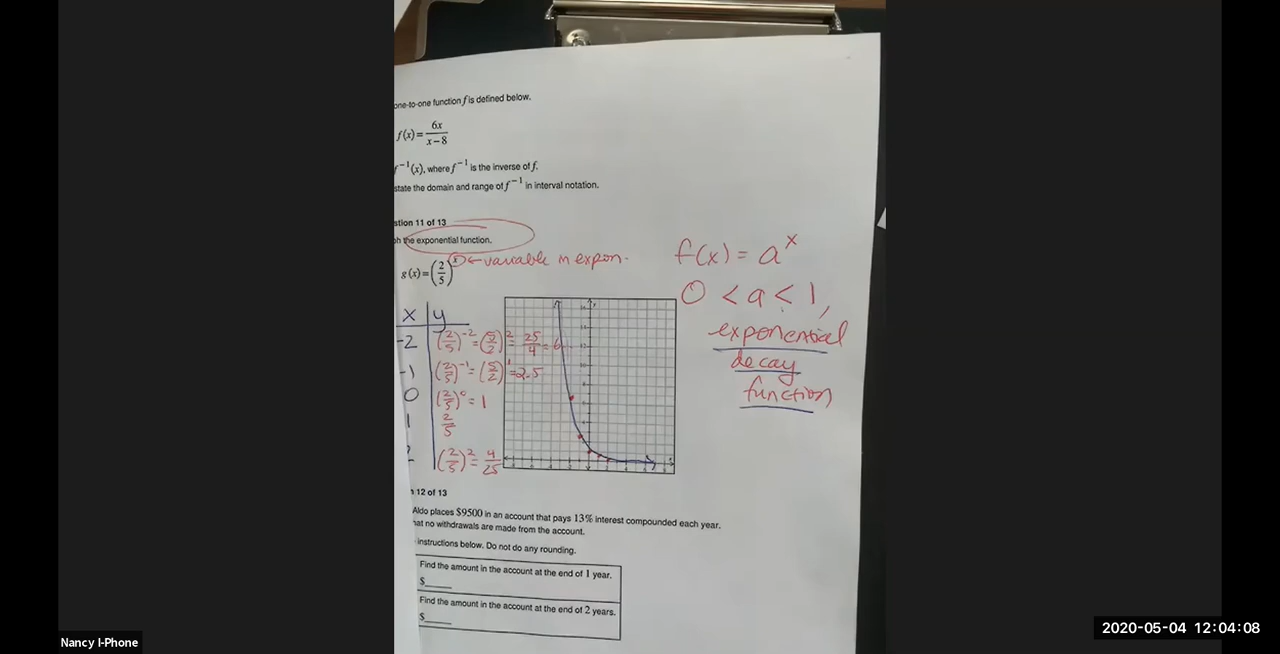 one-to-one function f is defined below.
f(x) = 6x / (x − 8)
f⁻¹(x), where f⁻¹ is the inverse of f.
state the domain and range of f⁻¹ in interval notation.
stion 11 of 13
ph the exponential function.
g(x) = (2/5)ˣ ← variable in expon.
f(x) = aˣ
0 < a < 1,
exponential
decay
function
x y
-2 (2/5)⁻² = (5/2)² = 25/4 = 6
-1 (2/5)⁻¹ = (5/2)¹ = 2.5
0 (2/5)⁰ = 1
1 2/5
2 (2/5)² = 4/25
12 of 13
Aldo places $9500 in an account that pays 13% interest compounded each year.
hat no withdrawals are made from the account.
instructions below. Do not do any rounding.
Find the amount in the account at the end of 1 year.
$____
Find the amount in the account at the end of 2 years.
$____
Nancy I-Phone
2020-05-04 12:04:08